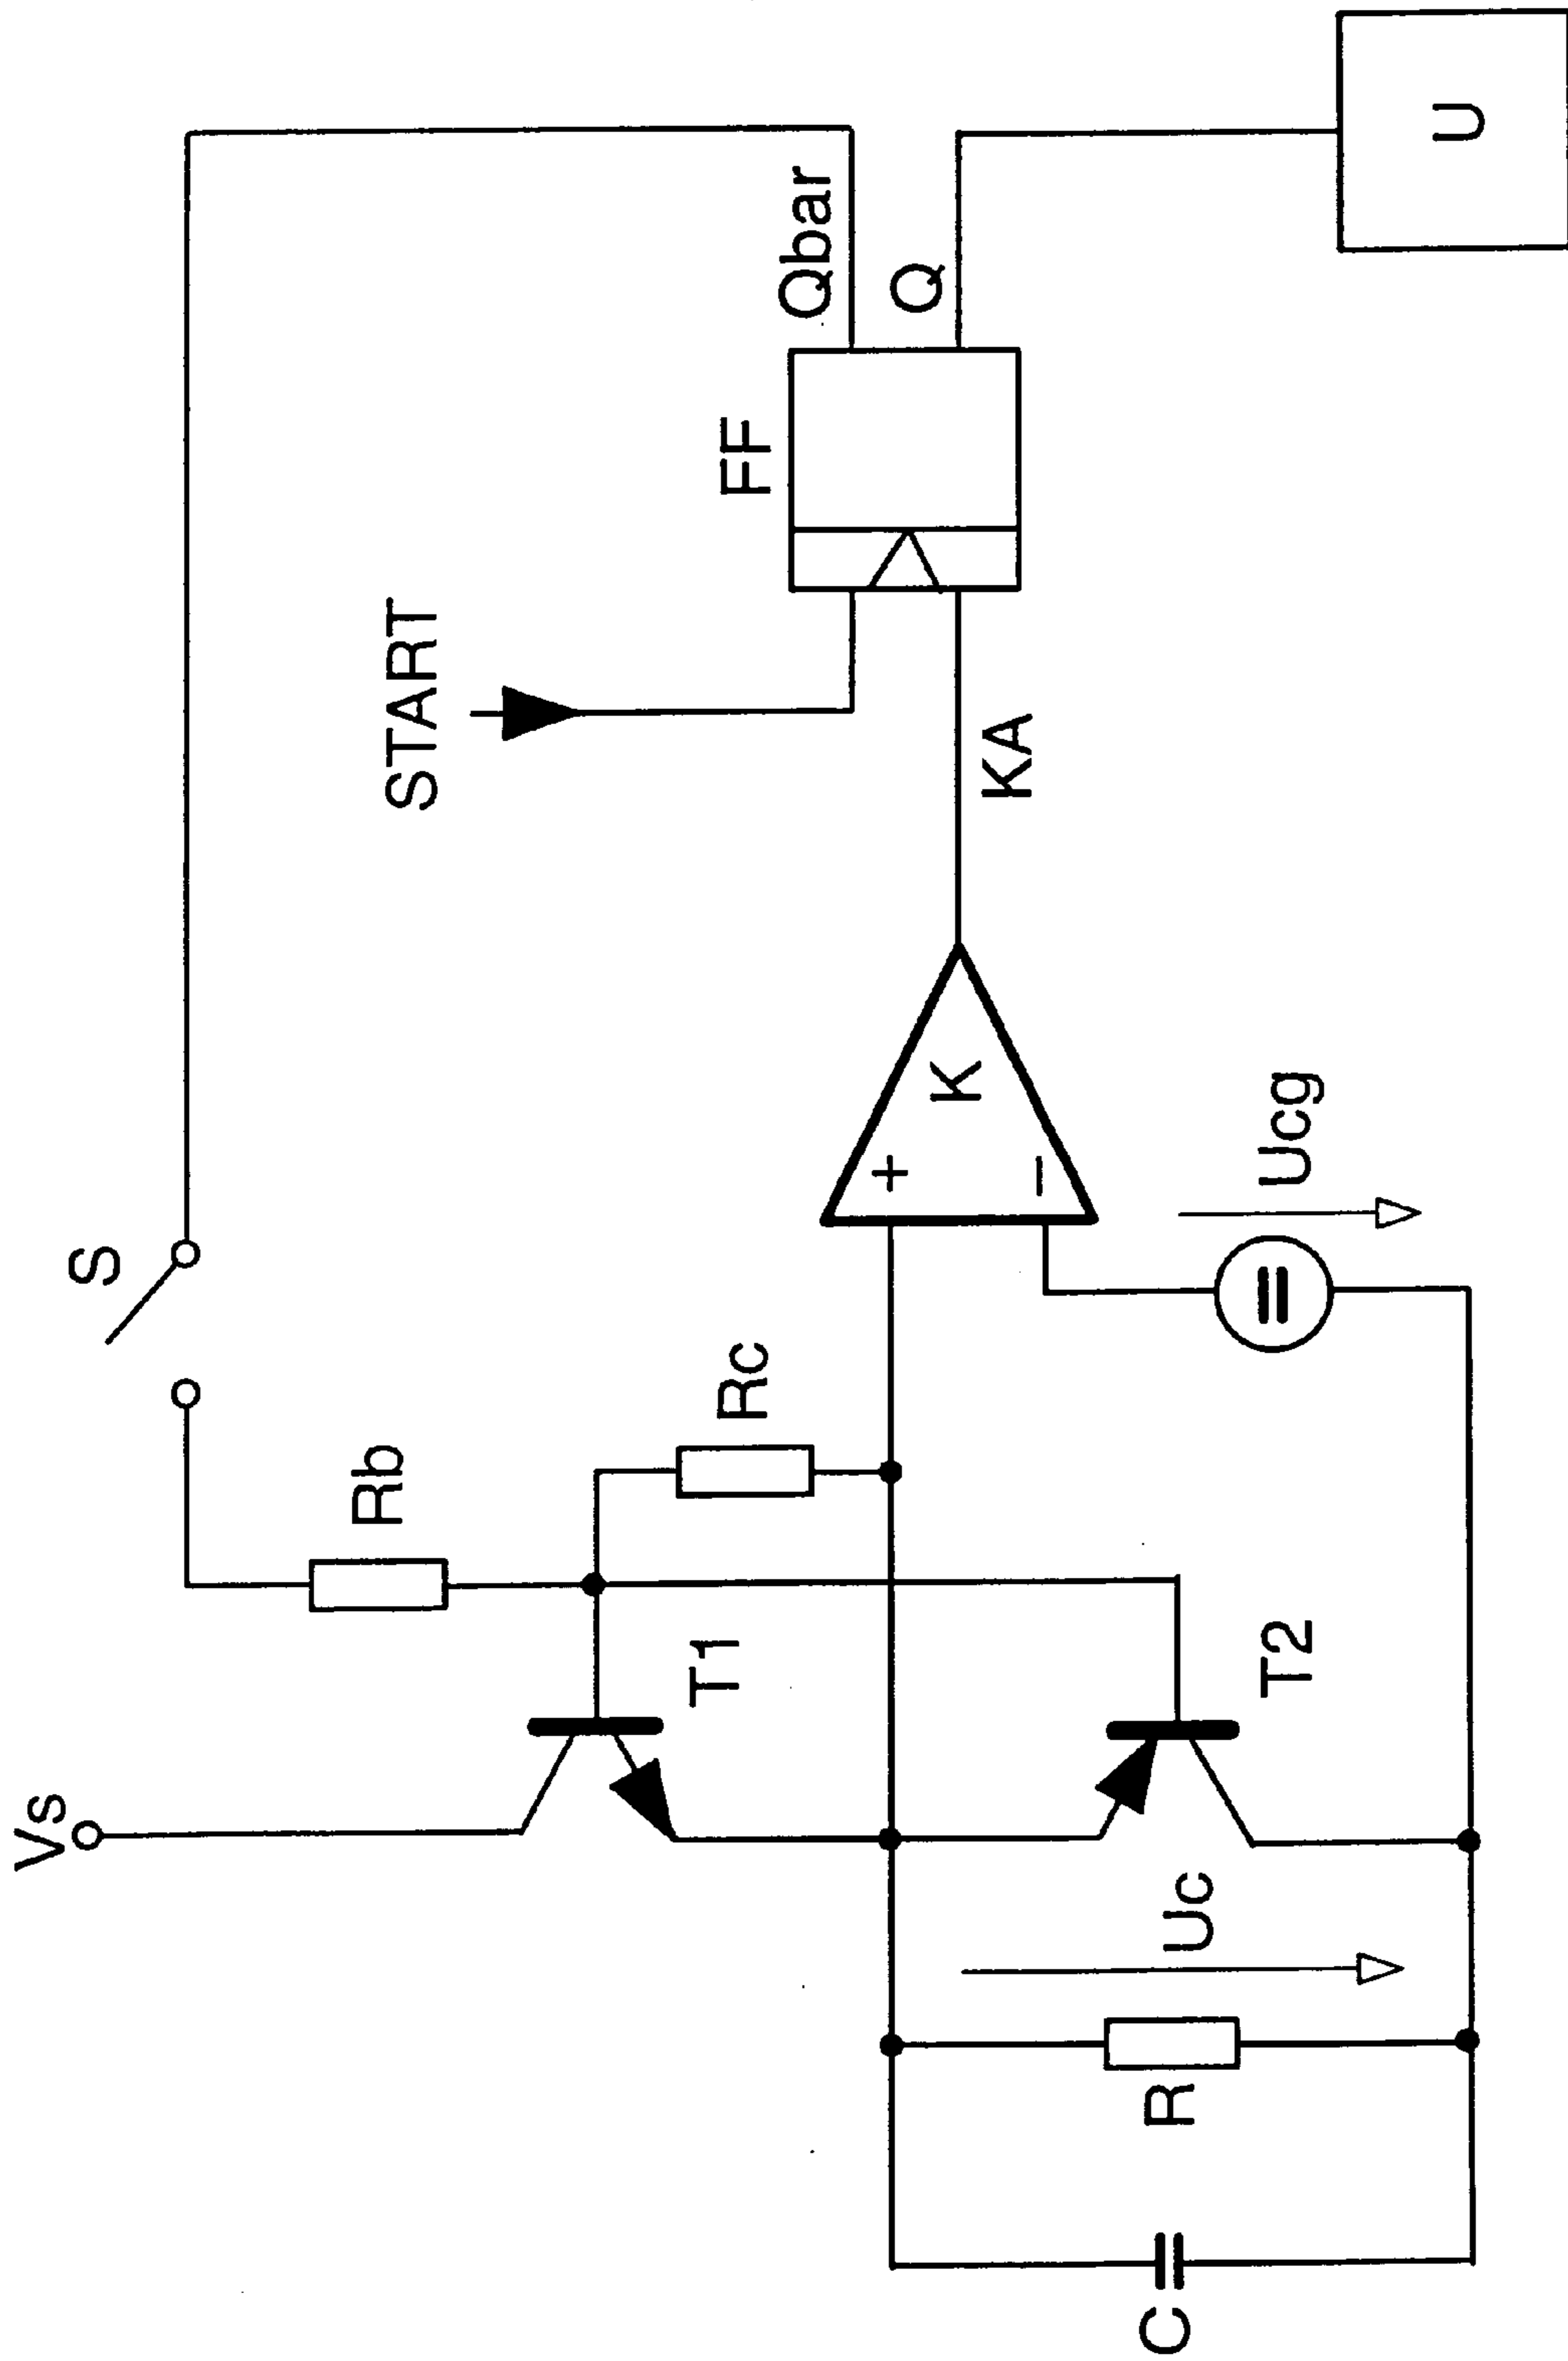 Vs
S
START
Rb
Rc
T1
FF
Qbar
Q
+
K
−
KA
T2
Uc
Ucg
R
C
U